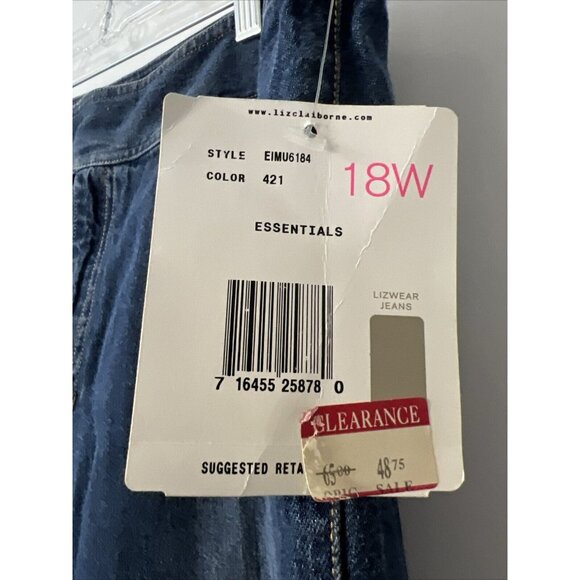 www.lizclaiborne.com
STYLE EIMU6184
COLOR 421
18W
ESSENTIALS
LIZWEAR
JEANS
7 16455 25878 0
CLEARANCE
65 00 48 75
SUGGESTED RETA
ORIG SALE